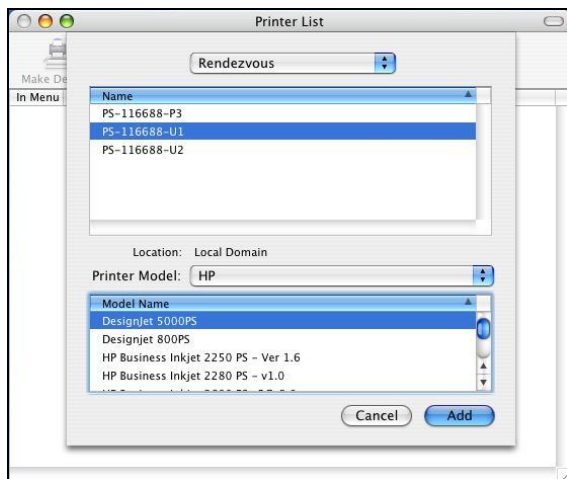 Printer List
Rendezvous
Make De
In Menu
Name
PS-116688-P3
PS-116688-U1
PS-116688-U2
Location: Local Domain
Printer Model: HP
Model Name
DesignJet 5000PS
Designjet 800PS
HP Business Inkjet 2250 PS - Ver 1.6
HP Business Inkjet 2280 PS - v1.0
Cancel Add